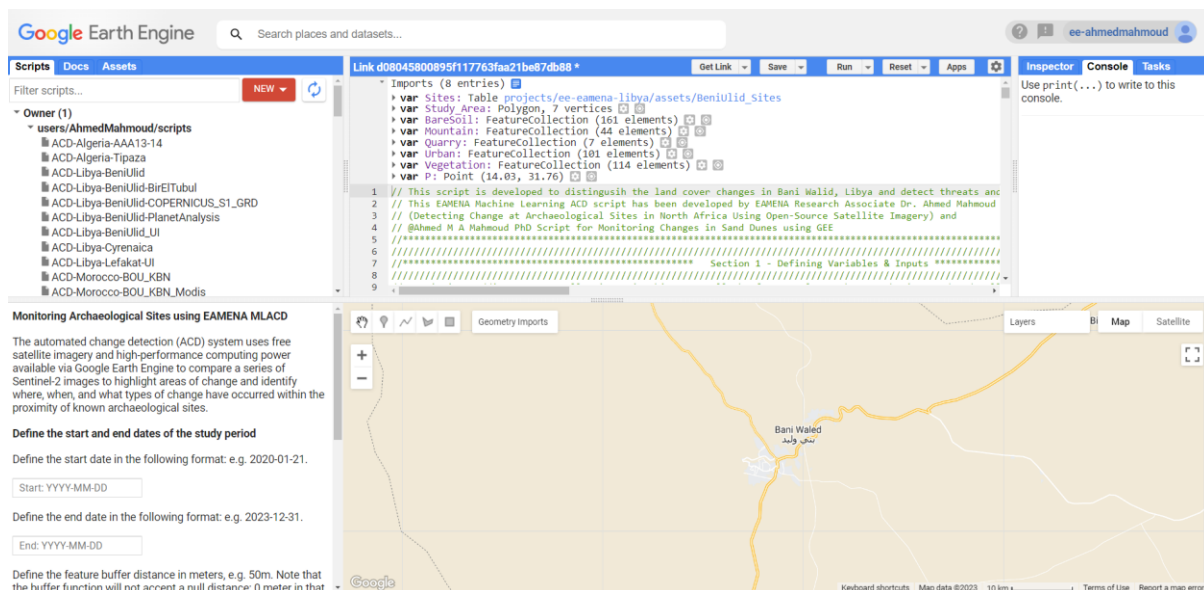 Google Earth Engine
Search places and datasets...
ee-ahmedmahmoud
Scripts Docs Assets
Filter scripts...
NEW
Owner (1)
users/AhmedMahmoud/scripts
ACD-Algeria-AAA13-14
ACD-Algeria-Tipaza
ACD-Libya-BeniUlid
ACD-Libya-BeniUlid-BirElTubul
ACD-Libya-BeniUlid-COPERNICUS_S1_GRD
ACD-Libya-BeniUlid-PlanetAnalysis
ACD-Libya-BeniUlid_UI
ACD-Libya-Cyrenaica
ACD-Libya-Lefakat-UI
ACD-Morocco-BOU_KBN
ACD-Morocco-BOU_KBN_Modis
Link d08045800895f117763faa21be87db88 *
Get Link Save Run Reset Apps
Imports (8 entries)
var Sites: Table projects/ee-eamena-libya/assets/BeniUlid_Sites
var Study_Area: Polygon, 7 vertices
var BareSoil: FeatureCollection (161 elements)
var Mountain: FeatureCollection (44 elements)
var Quarry: FeatureCollection (7 elements)
var Urban: FeatureCollection (101 elements)
var Vegetation: FeatureCollection (114 elements)
var P: Point (14.03, 31.76)
1 // This script is developed to distingusih the land cover changes in Bani Walid, Libya and detect threats and
2 // This EAMENA Machine Learning ACD script has been developed by EAMENA Research Associate Dr. Ahmed Mahmoud
3 // (Detecting Change at Archaeological Sites in North Africa Using Open-Source Satellite Imagery) and
4 // @Ahmed M A Mahmoud PhD Script for Monitoring Changes in Sand Dunes using GEE
5
6
7 Section 1 - Defining Variables & Inputs
8
9
Inspector Console Tasks
Use print(...) to write to this
console.
Monitoring Archaeological Sites using EAMENA MLACD
The automated change detection (ACD) system uses free
satellite imagery and high-performance computing power
available via Google Earth Engine to compare a series of
Sentinel-2 images to highlight areas of change and identify
where, when, and what types of change have occurred within the
proximity of known archaeological sites.
Define the start and end dates of the study period
Define the start date in the following format: e.g. 2020-01-21.
Start: YYYY-MM-DD
Define the end date in the following format: e.g. 2023-12-31.
End: YYYY-MM-DD
Define the feature buffer distance in meters, e.g. 50m. Note that
the buffer function will not accept a null distance: 0 meter in that
Geometry Imports
Layers
Bi
Map Satellite
Bani Waled
بني وليد
Google
Keyboard shortcuts Map data ©2023 10 km Terms of Use Report a map error